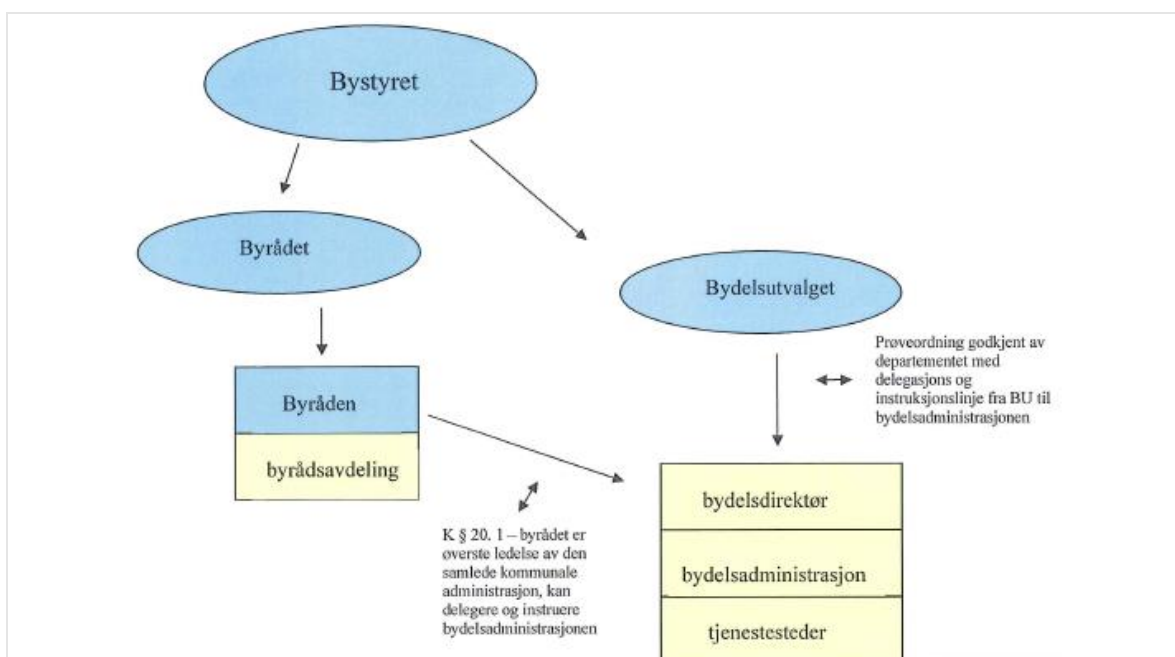 Bystyret
Byrådet
Bydelsutvalget
Prøveordning godkjent av
departementet med
delegasjons og
instruksjonslinje fra BU til
bydelsadministrasjonen
Byråden
byrådsavdeling
bydelsdirektør
K § 20. 1 – byrådet er
øverste ledelse av den
samlede kommunale
administrasjon, kan
delegere og instruere
bydelsadministrasjonen
bydelsadministrasjon
tjenestesteder